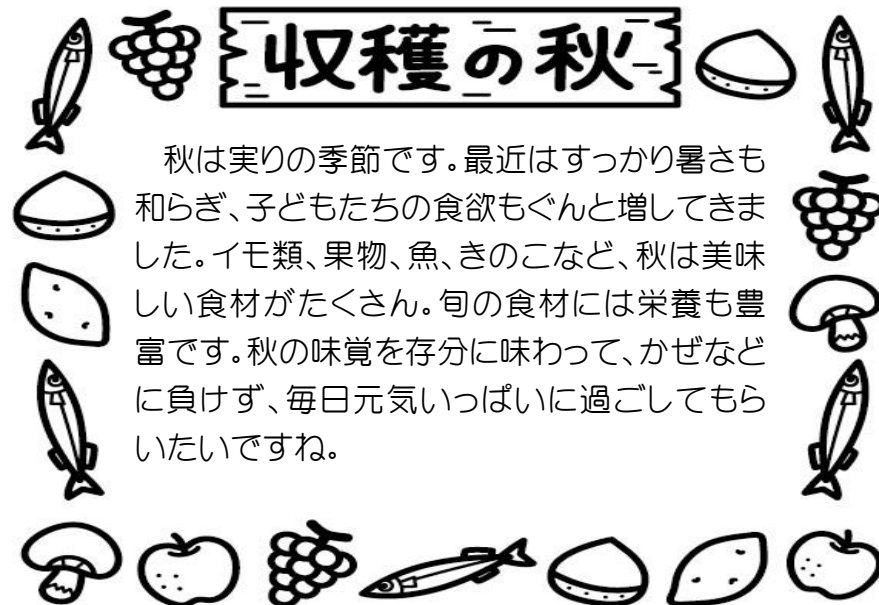 収穫の秋
　秋は実りの季節です。最近はすっかり暑さも
和らぎ、子どもたちの食欲もぐんと増してきま
した。イモ類、果物、魚、きのこなど、秋は美味
しい食材がたくさん。旬の食材には栄養も豊
富です。秋の味覚を存分に味わって、かぜなど
に負けず、毎日元気いっぱいに過ごしてもら
いたいですね。